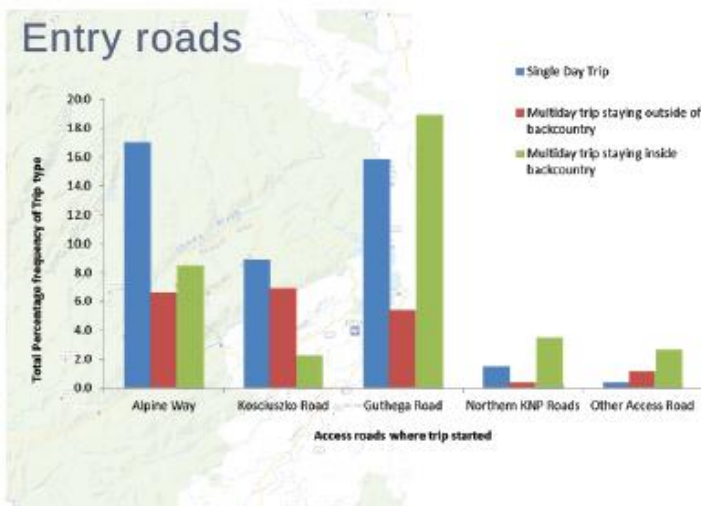 Entry roads
Single Day Trip
Multiday trip staying outside of
backcountry
Multiday trip staying inside
backcountry
Total Percentage frequency of Trip type
20.0
18.0
16.0
14.0
12.0
10.0
8.0
6.0
4.0
2.0
0.0
Alpine Way
Kosciuszko Road
Guthega Road
Northern KNP Roads
Other Access Road
Access roads where trip started